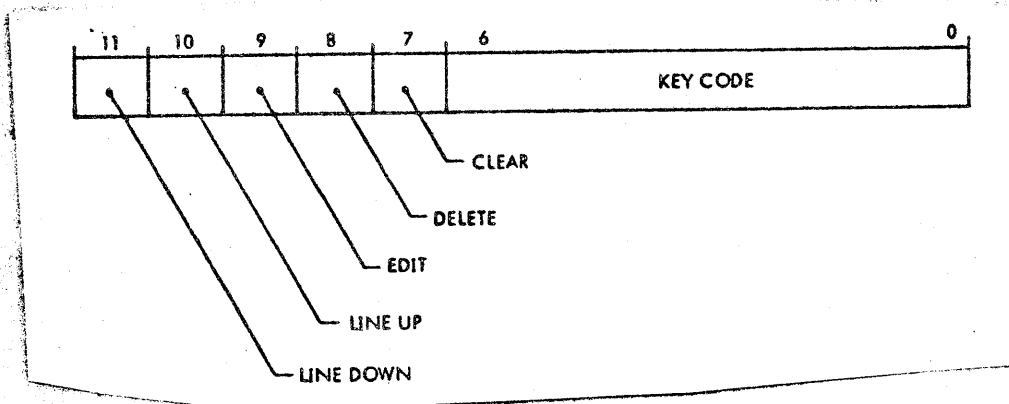 11 10 9 8 7 6 0
KEY CODE
CLEAR
DELETE
EDIT
LINE UP
LINE DOWN